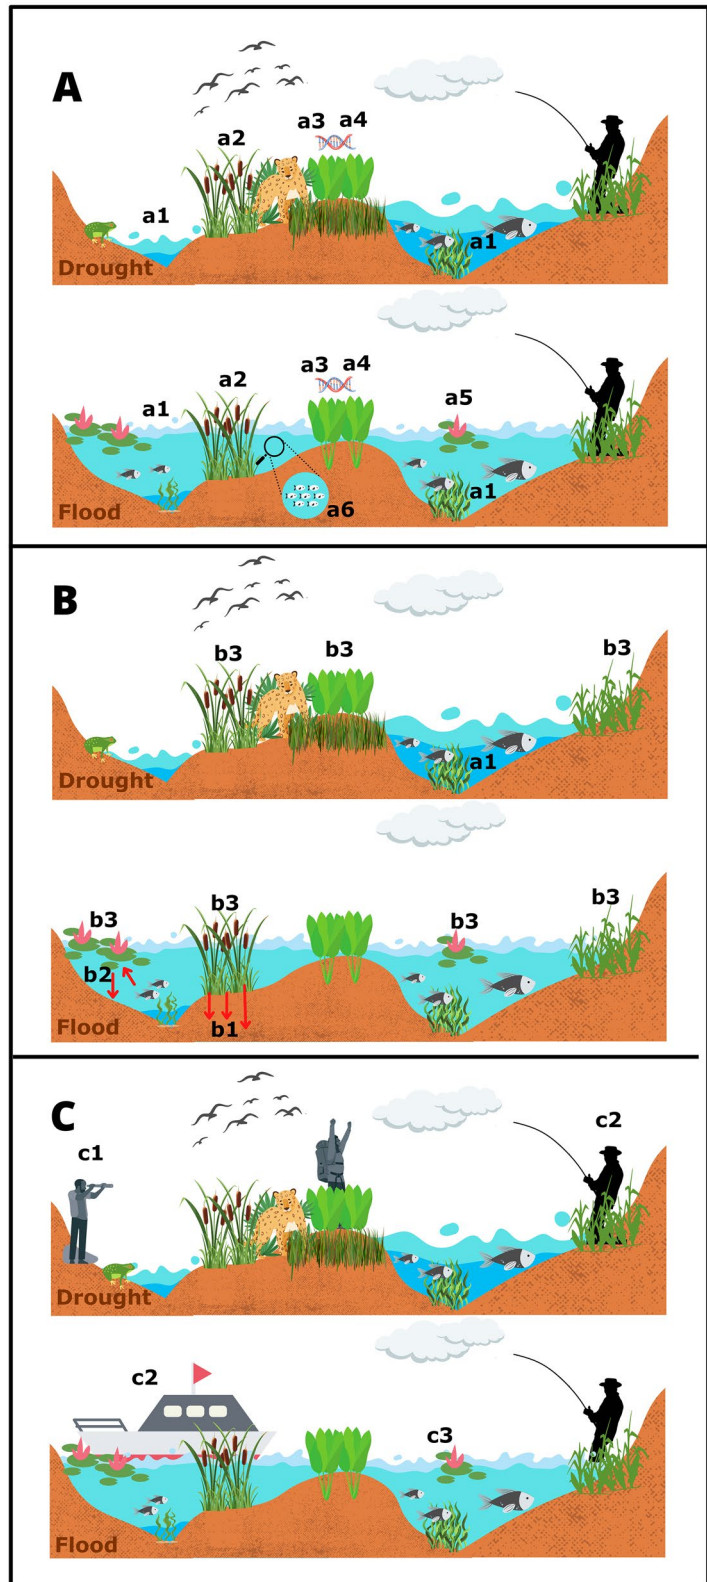 A
a3 a4
a2
a1
a1
Drought
a3 a4
a2
a5
a1
a1
a6
Flood
B
b3
b3
b3
a1
Drought
b3
b3
b3
b3
b2
b1
Flood
C
c1
c2
Drought
c2
c3
Flood